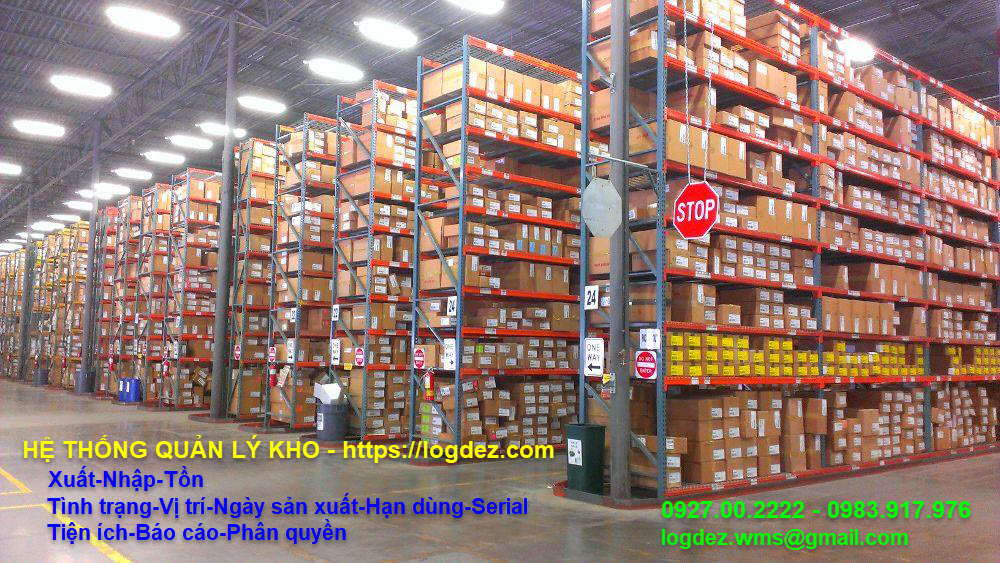 STOP
24
24
ONE WAY
DO NOT ENTER
HỆ THỐNG QUẢN LÝ KHO - https://logdez.com
Xuất-Nhập-Tồn
Tình trạng-Vị trí-Ngày sản xuất-Hạn dùng-Serial
Tiện ích-Báo cáo-Phân quyền
0927.00.2222 - 0983.917.976
logdez.wms@gmail.com